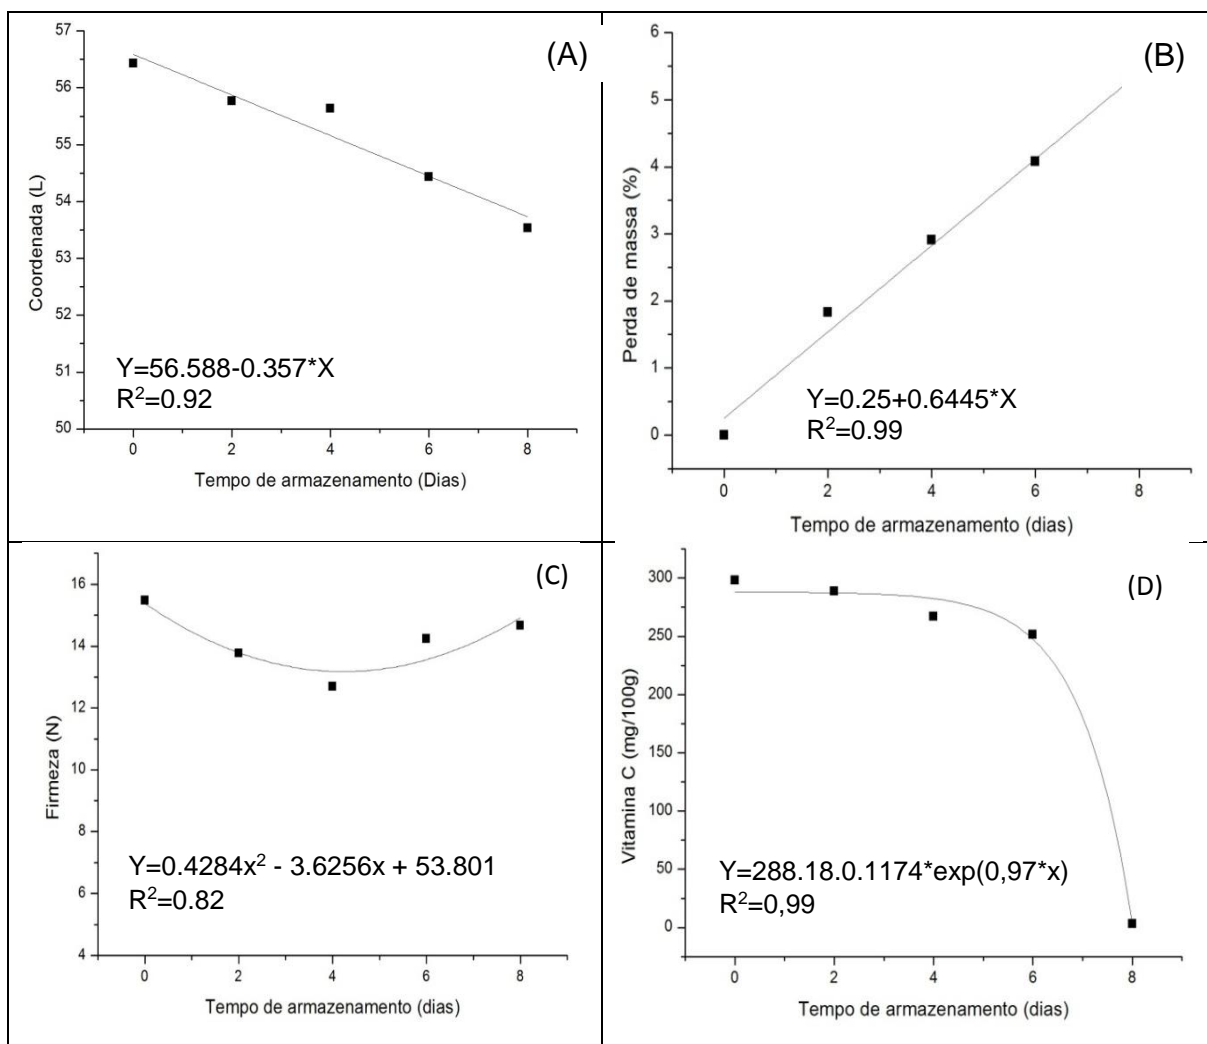 (A)
57
56
55
54
53
52
51
50
Coordenada (L)
Y=56.588-0.357*X
R²=0.92
0 2 4 6 8
Tempo de armazenamento (Dias)
(B)
6
5
4
3
2
1
0
Perda de massa (%)
Y=0.25+0.6445*X
R²=0.99
0 2 4 6 8
Tempo de armazenamento (dias)
(C)
16
14
12
10
8
6
4
Firmeza (N)
Y=0.4284x² - 3.6256x + 53.801
R²=0.82
0 2 4 6 8
Tempo de armazenamento (dias)
(D)
300
250
200
150
100
50
0
Vitamina C (mg/100g)
Y=288.18.0.1174*exp(0,97*x)
R²=0,99
0 2 4 6 8
Tempo de armazenamento (dias)